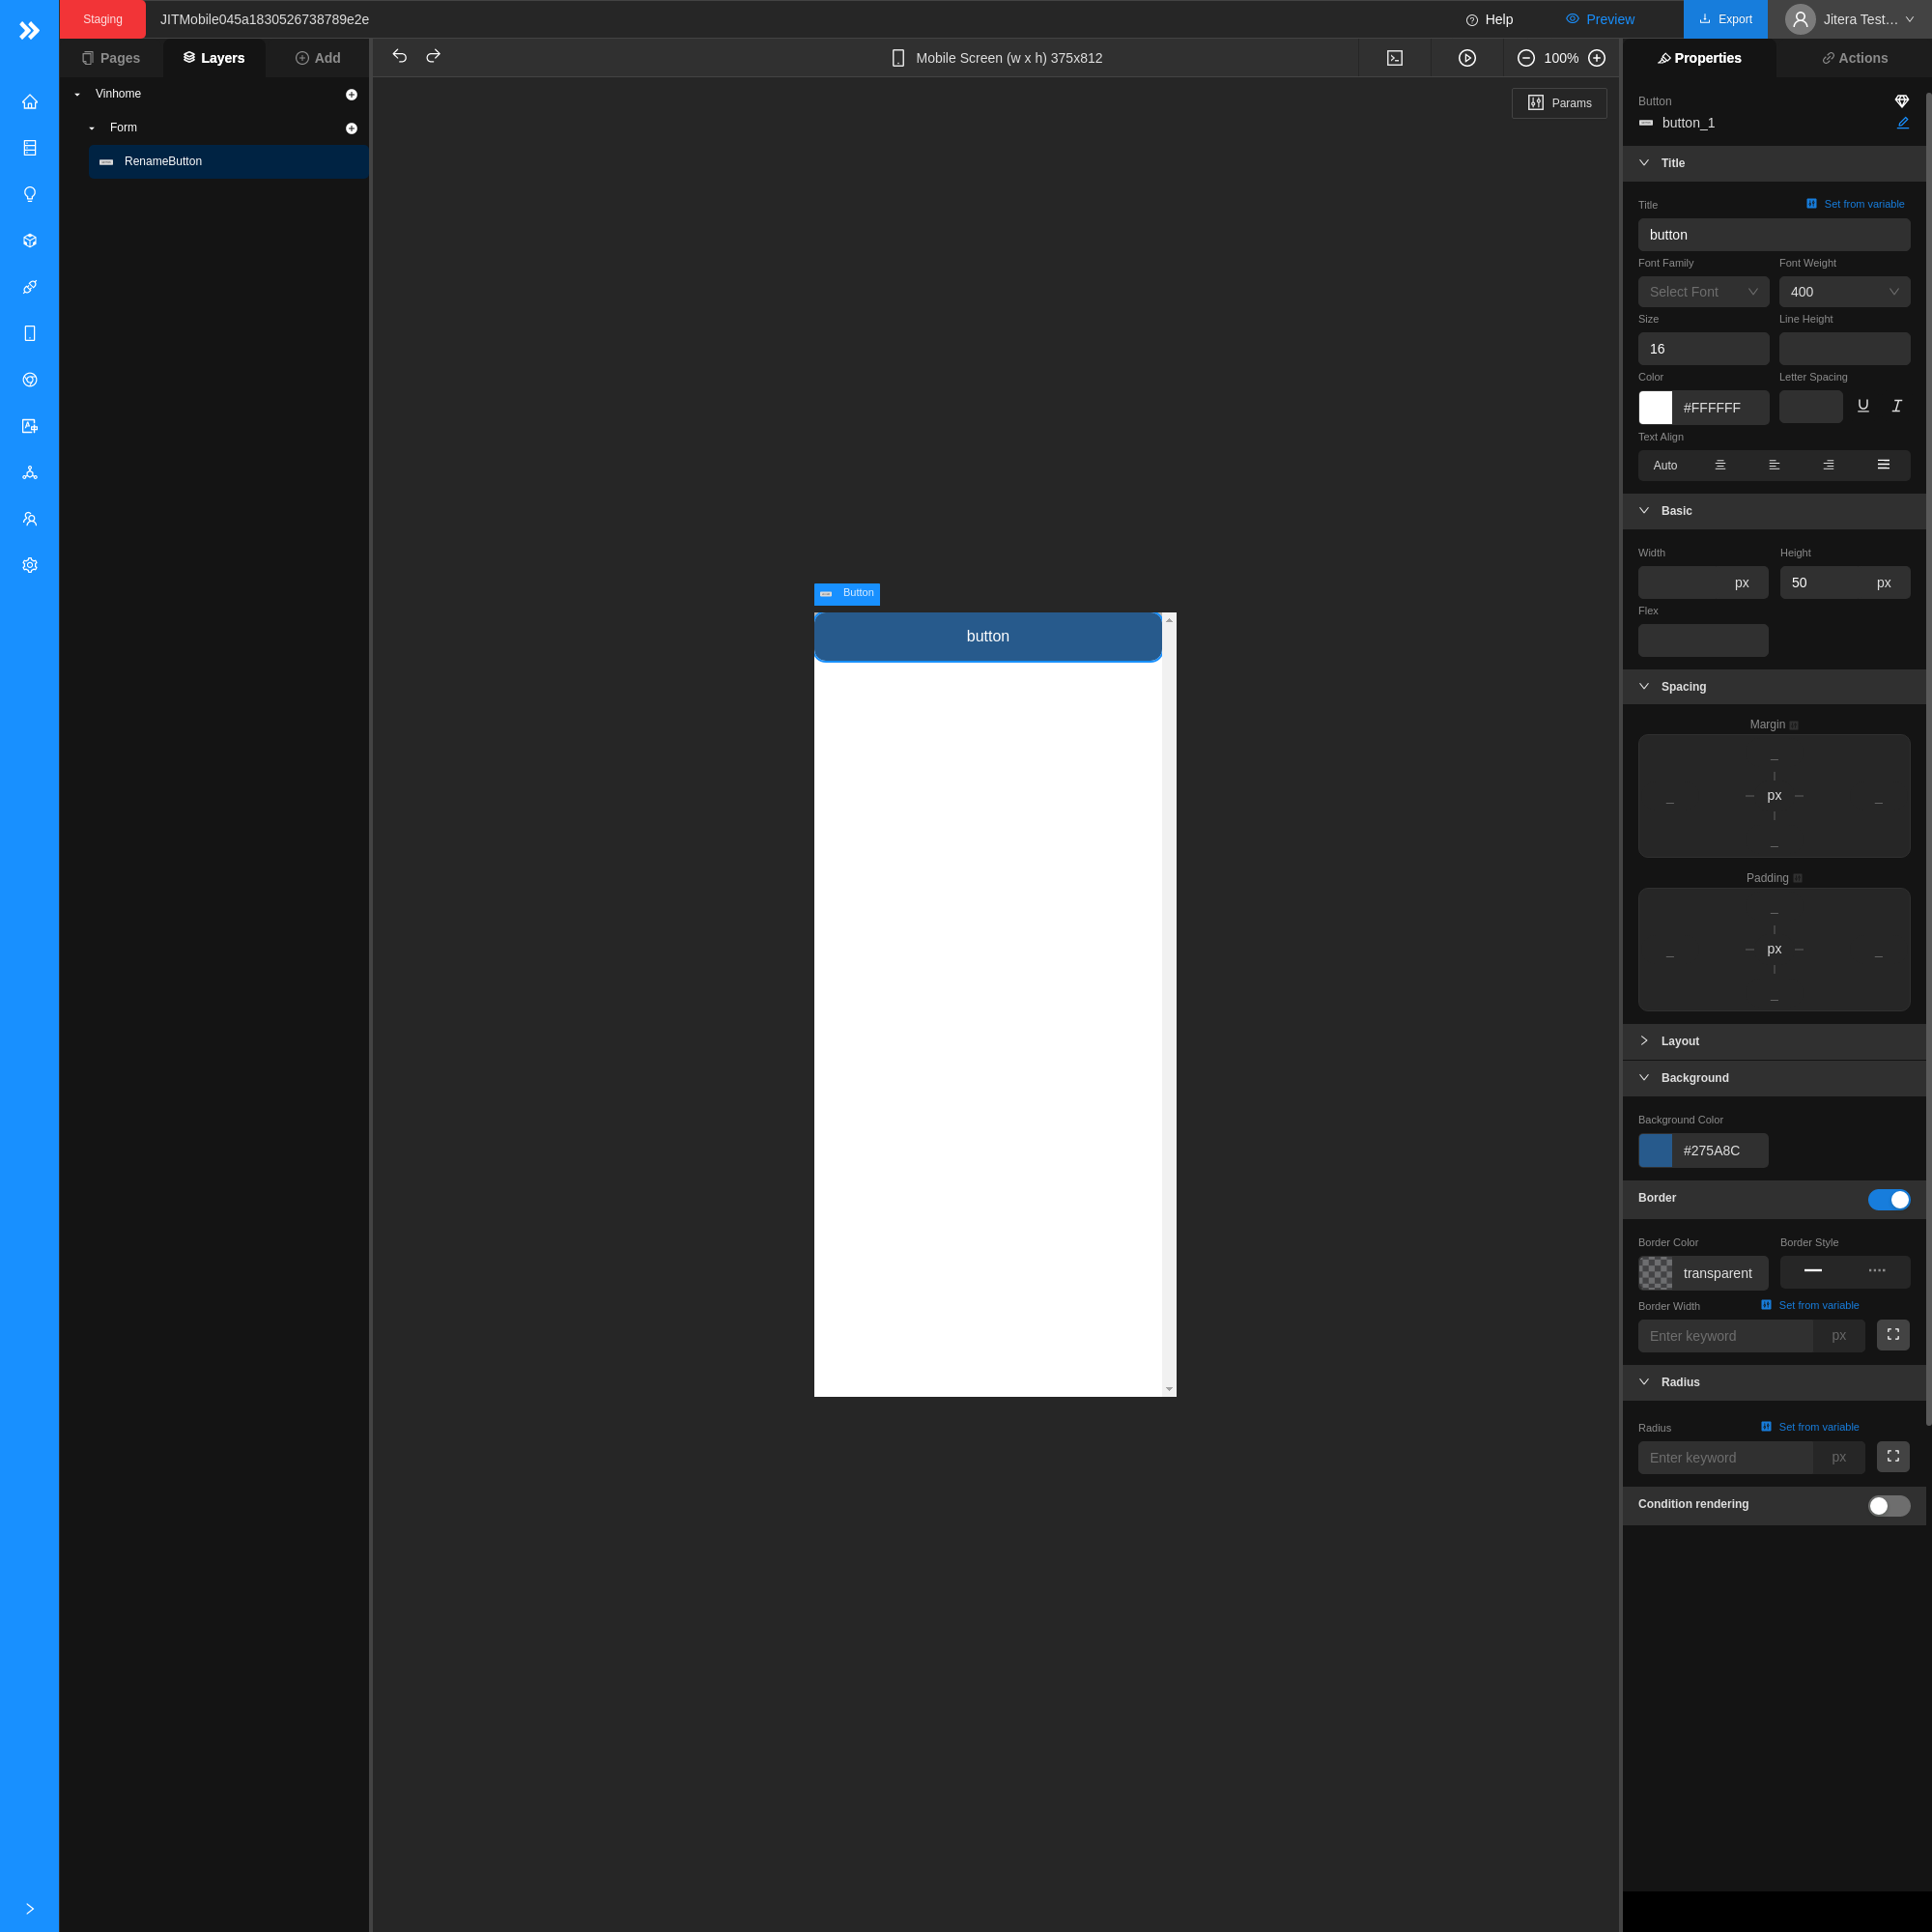 Staging
JITMobile045a1830526738789e2e
Help
Preview
Export
Jitera Test...
Pages
Layers
Add
Mobile Screen (w x h) 375x812
100%
Properties
Actions
Vinhome
Form
RenameButton
Params
Button
button
Button
button_1
Title
Title
Set from variable
button
Font Family
Font Weight
Select Font
400
Size
Line Height
16
Color
Letter Spacing
#FFFFFF
Text Align
Auto
Basic
Width
Height
px
50
px
Flex
Spacing
Margin
px
Padding
px
Layout
Background
Background Color
#275A8C
Border
Border Color
Border Style
transparent
Border Width
Set from variable
Enter keyword
px
Radius
Radius
Set from variable
Enter keyword
px
Condition rendering